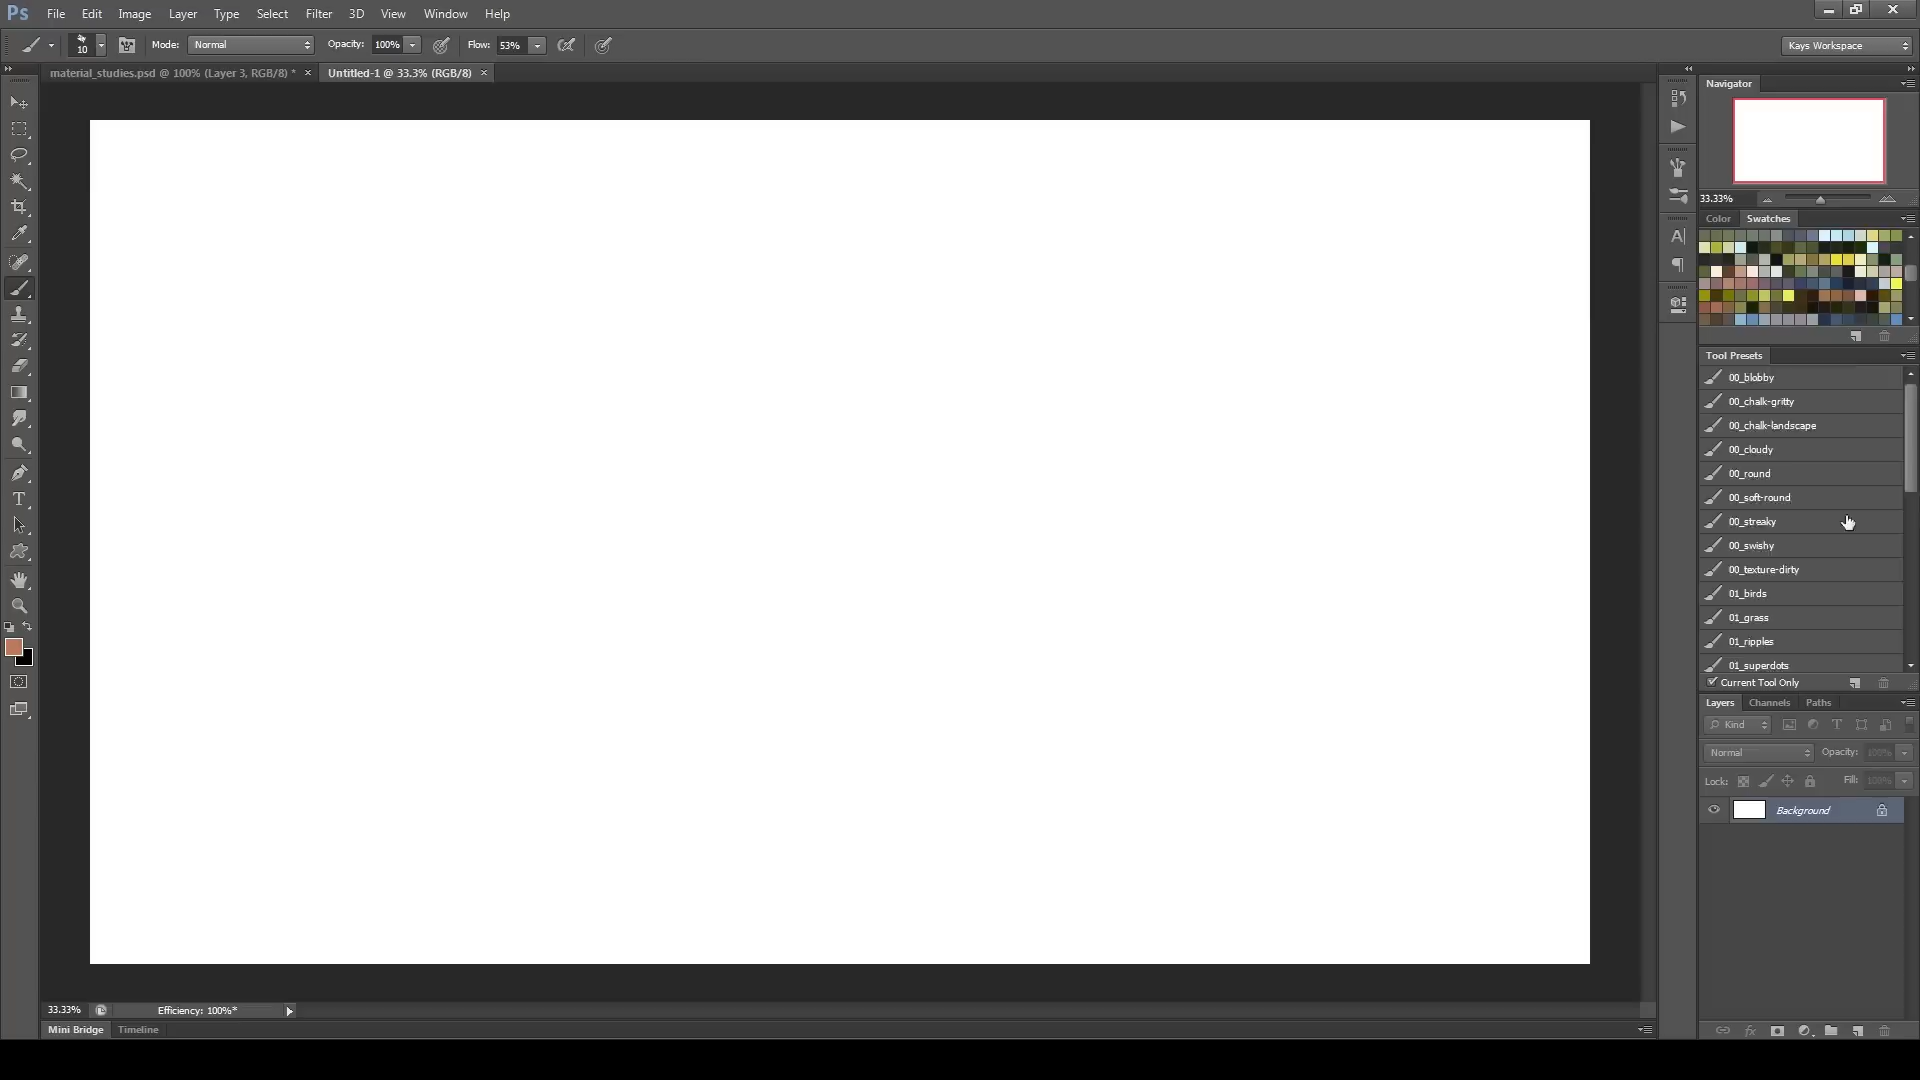 Ps File Edit Image Layer Type Select Filter 3D View Window Help
10 Mode: Normal Opacity: 100% Flow: 53% Kays Workspace
material_studies.psd @ 100% (Layer 3, RGB/8) * × Untitled-1 @ 33.3% (RGB/8) ×
Navigator
33.33%
Color Swatches
Tool Presets
00_blobby
00_chalk-gritty
00_chalk-landscape
00_cloudy
00_round
00_soft-round
00_streaky
00_swishy
00_texture-dirty
01_birds
01_grass
01_ripples
01_superdots
Current Tool Only
Layers Channels Paths
Kind
Normal Opacity: 100%
Lock: Fill: 100%
Background
33.33% Efficiency: 100%*
Mini Bridge Timeline